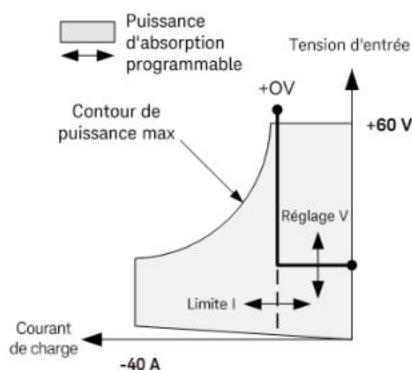 Puissance
d'absorption
programmable
Tension d'entrée
+OV
Contour de
puissance max
+60 V
Réglage V
Limite I
Courant
de charge
-40 A